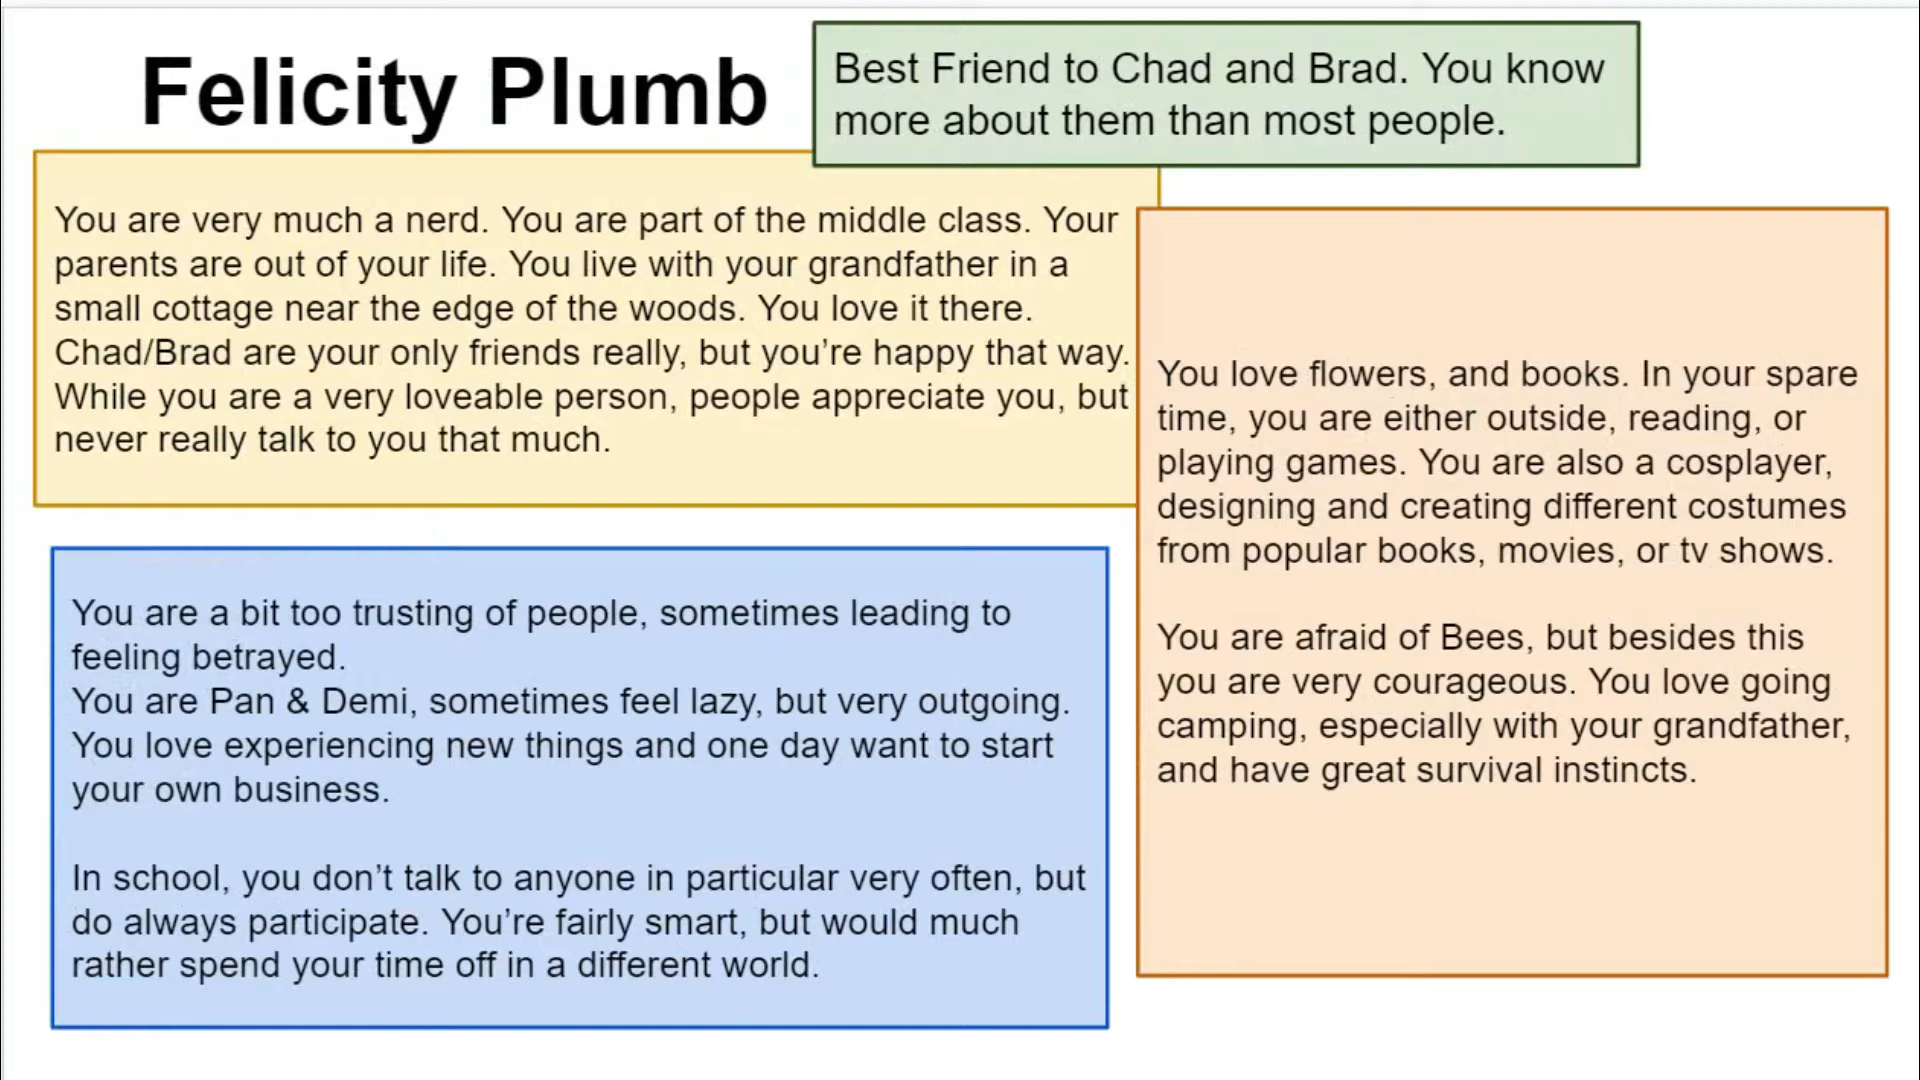 Felicity Plumb
Best Friend to Chad and Brad. You know
more about them than most people.
You are very much a nerd. You are part of the middle class. Your
parents are out of your life. You live with your grandfather in a
small cottage near the edge of the woods. You love it there.
Chad/Brad are your only friends really, but you’re happy that way.
While you are a very loveable person, people appreciate you, but
never really talk to you that much.
You are a bit too trusting of people, sometimes leading to
feeling betrayed.
You are Pan & Demi, sometimes feel lazy, but very outgoing.
You love experiencing new things and one day want to start
your own business.
In school, you don’t talk to anyone in particular very often, but
do always participate. You’re fairly smart, but would much
rather spend your time off in a different world.
You love flowers, and books. In your spare
time, you are either outside, reading, or
playing games. You are also a cosplayer,
designing and creating different costumes
from popular books, movies, or tv shows.
You are afraid of Bees, but besides this
you are very courageous. You love going
camping, especially with your grandfather,
and have great survival instincts.